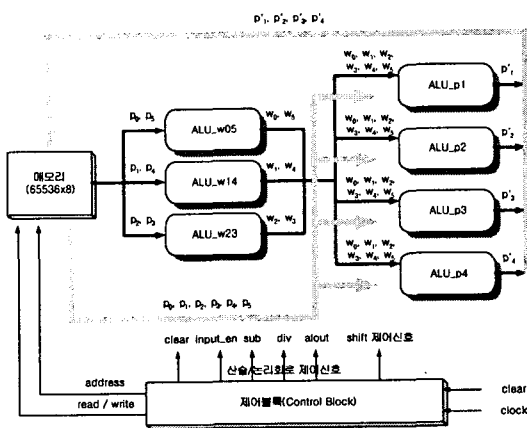 p'₁, p'₂, p'₃, p'₄
w₀, w₁, w₂,
w₃, w₄, w₅
ALU_p1
p'₁
p₀, p₅
ALU_w05
w₀, w₅
w₀, w₁, w₂,
w₃, w₄, w₅
ALU_p2
p'₂
메모리
(65536x8)
p₁, p₄
ALU_w14
w₁, w₄
w₀, w₁, w₂,
w₃, w₄, w₅
ALU_p3
p'₃
p₂, p₃
ALU_w23
w₂, w₃
w₀, w₁, w₂,
w₃, w₄, w₅
ALU_p4
p'₄
p₀, p₁, p₂, p₃, p₄, p₅
clear input_en sub div alout shift 제어신호
산술/논리회로 제어신호
address
read / write
제어블록(Control Block)
clear
clock